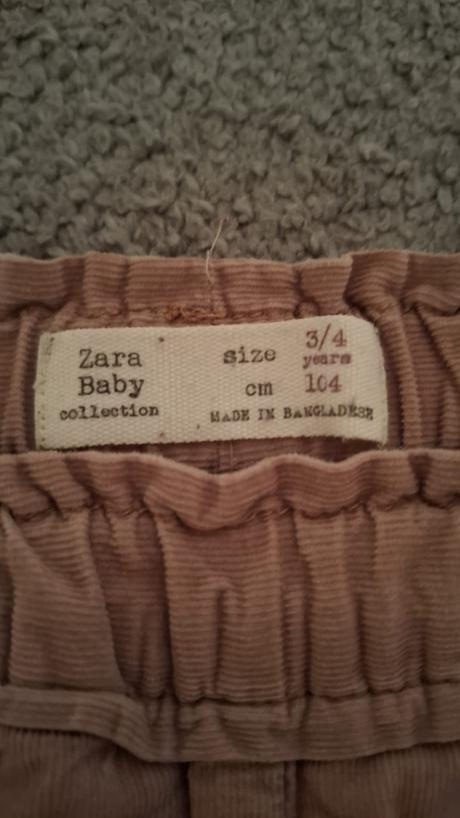 Zara
Baby
collection
size 3/4
years
cm 104
MADE IN BANGLADESH